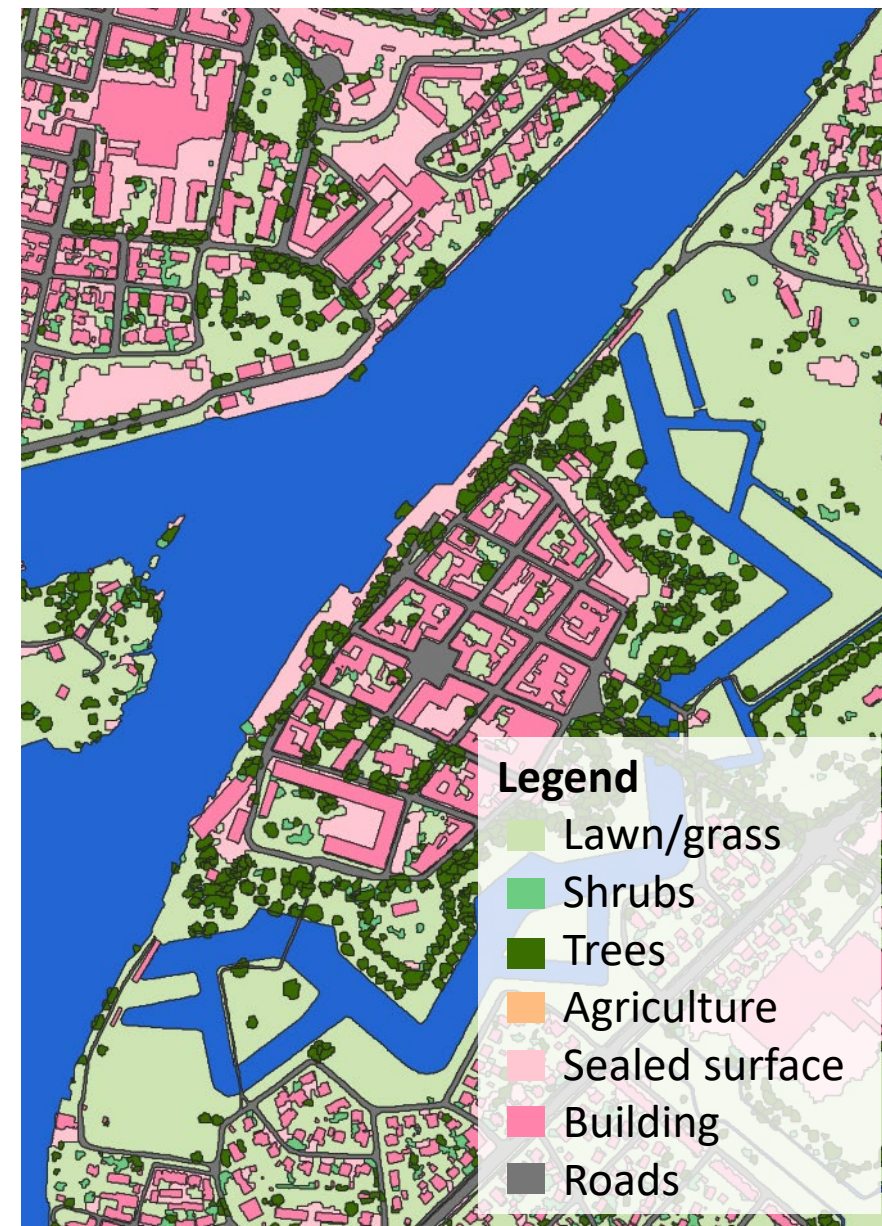 Legend
Lawn/grass
Shrubs
Trees
Agriculture
Sealed surface
Building
Roads